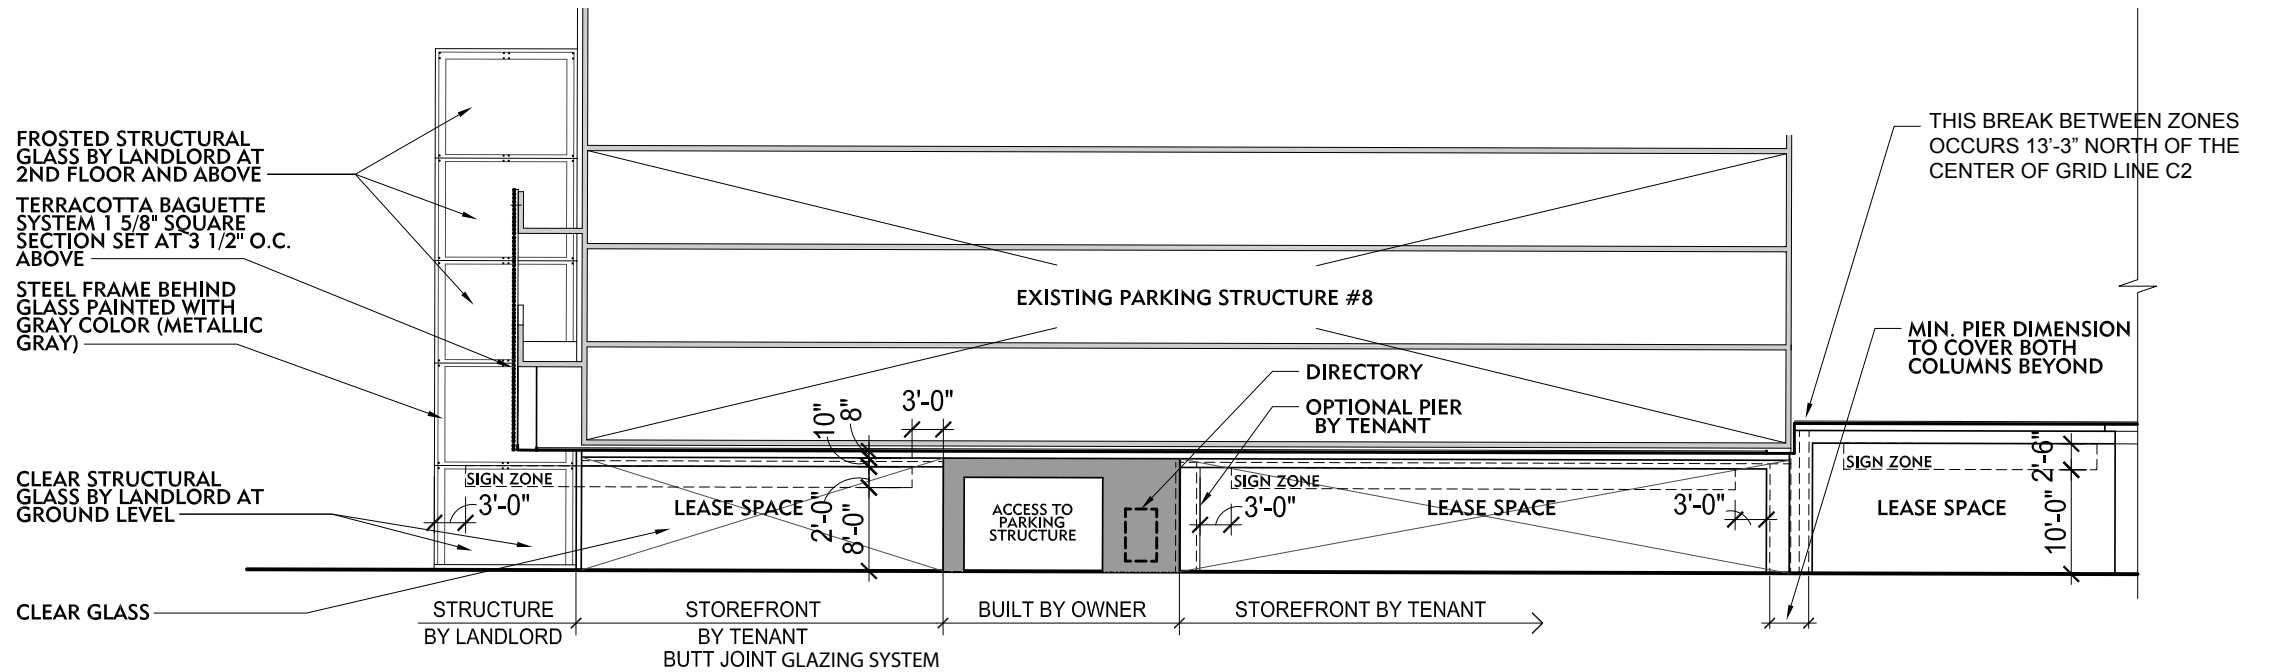 FROSTED STRUCTURAL
GLASS BY LANDLORD AT
2ND FLOOR AND ABOVE
TERRACOTTA BAGUETTE
SYSTEM 1 5/8" SQUARE
SECTION SET AT 3 1/2" O.C.
ABOVE
STEEL FRAME BEHIND
GLASS PAINTED WITH
GRAY COLOR (METALLIC
GRAY)
CLEAR STRUCTURAL
GLASS BY LANDLORD AT
GROUND LEVEL
CLEAR GLASS
THIS BREAK BETWEEN ZONES
OCCURS 13'-3" NORTH OF THE
CENTER OF GRID LINE C2
EXISTING PARKING STRUCTURE #8
MIN. PIER DIMENSION
TO COVER BOTH
COLUMNS BEYOND
DIRECTORY
OPTIONAL PIER
BY TENANT
10"
8"
3'-0"
SIGN ZONE
3'-0"
LEASE SPACE
2'-0"
8'-0"
ACCESS TO
PARKING
STRUCTURE
SIGN ZONE
3'-0"
LEASE SPACE
3'-0"
SIGN ZONE
LEASE SPACE
2'-6"
10'-0"
STRUCTURE
BY LANDLORD
STOREFRONT
BY TENANT
BUTT JOINT GLAZING SYSTEM
BUILT BY OWNER
STOREFRONT BY TENANT